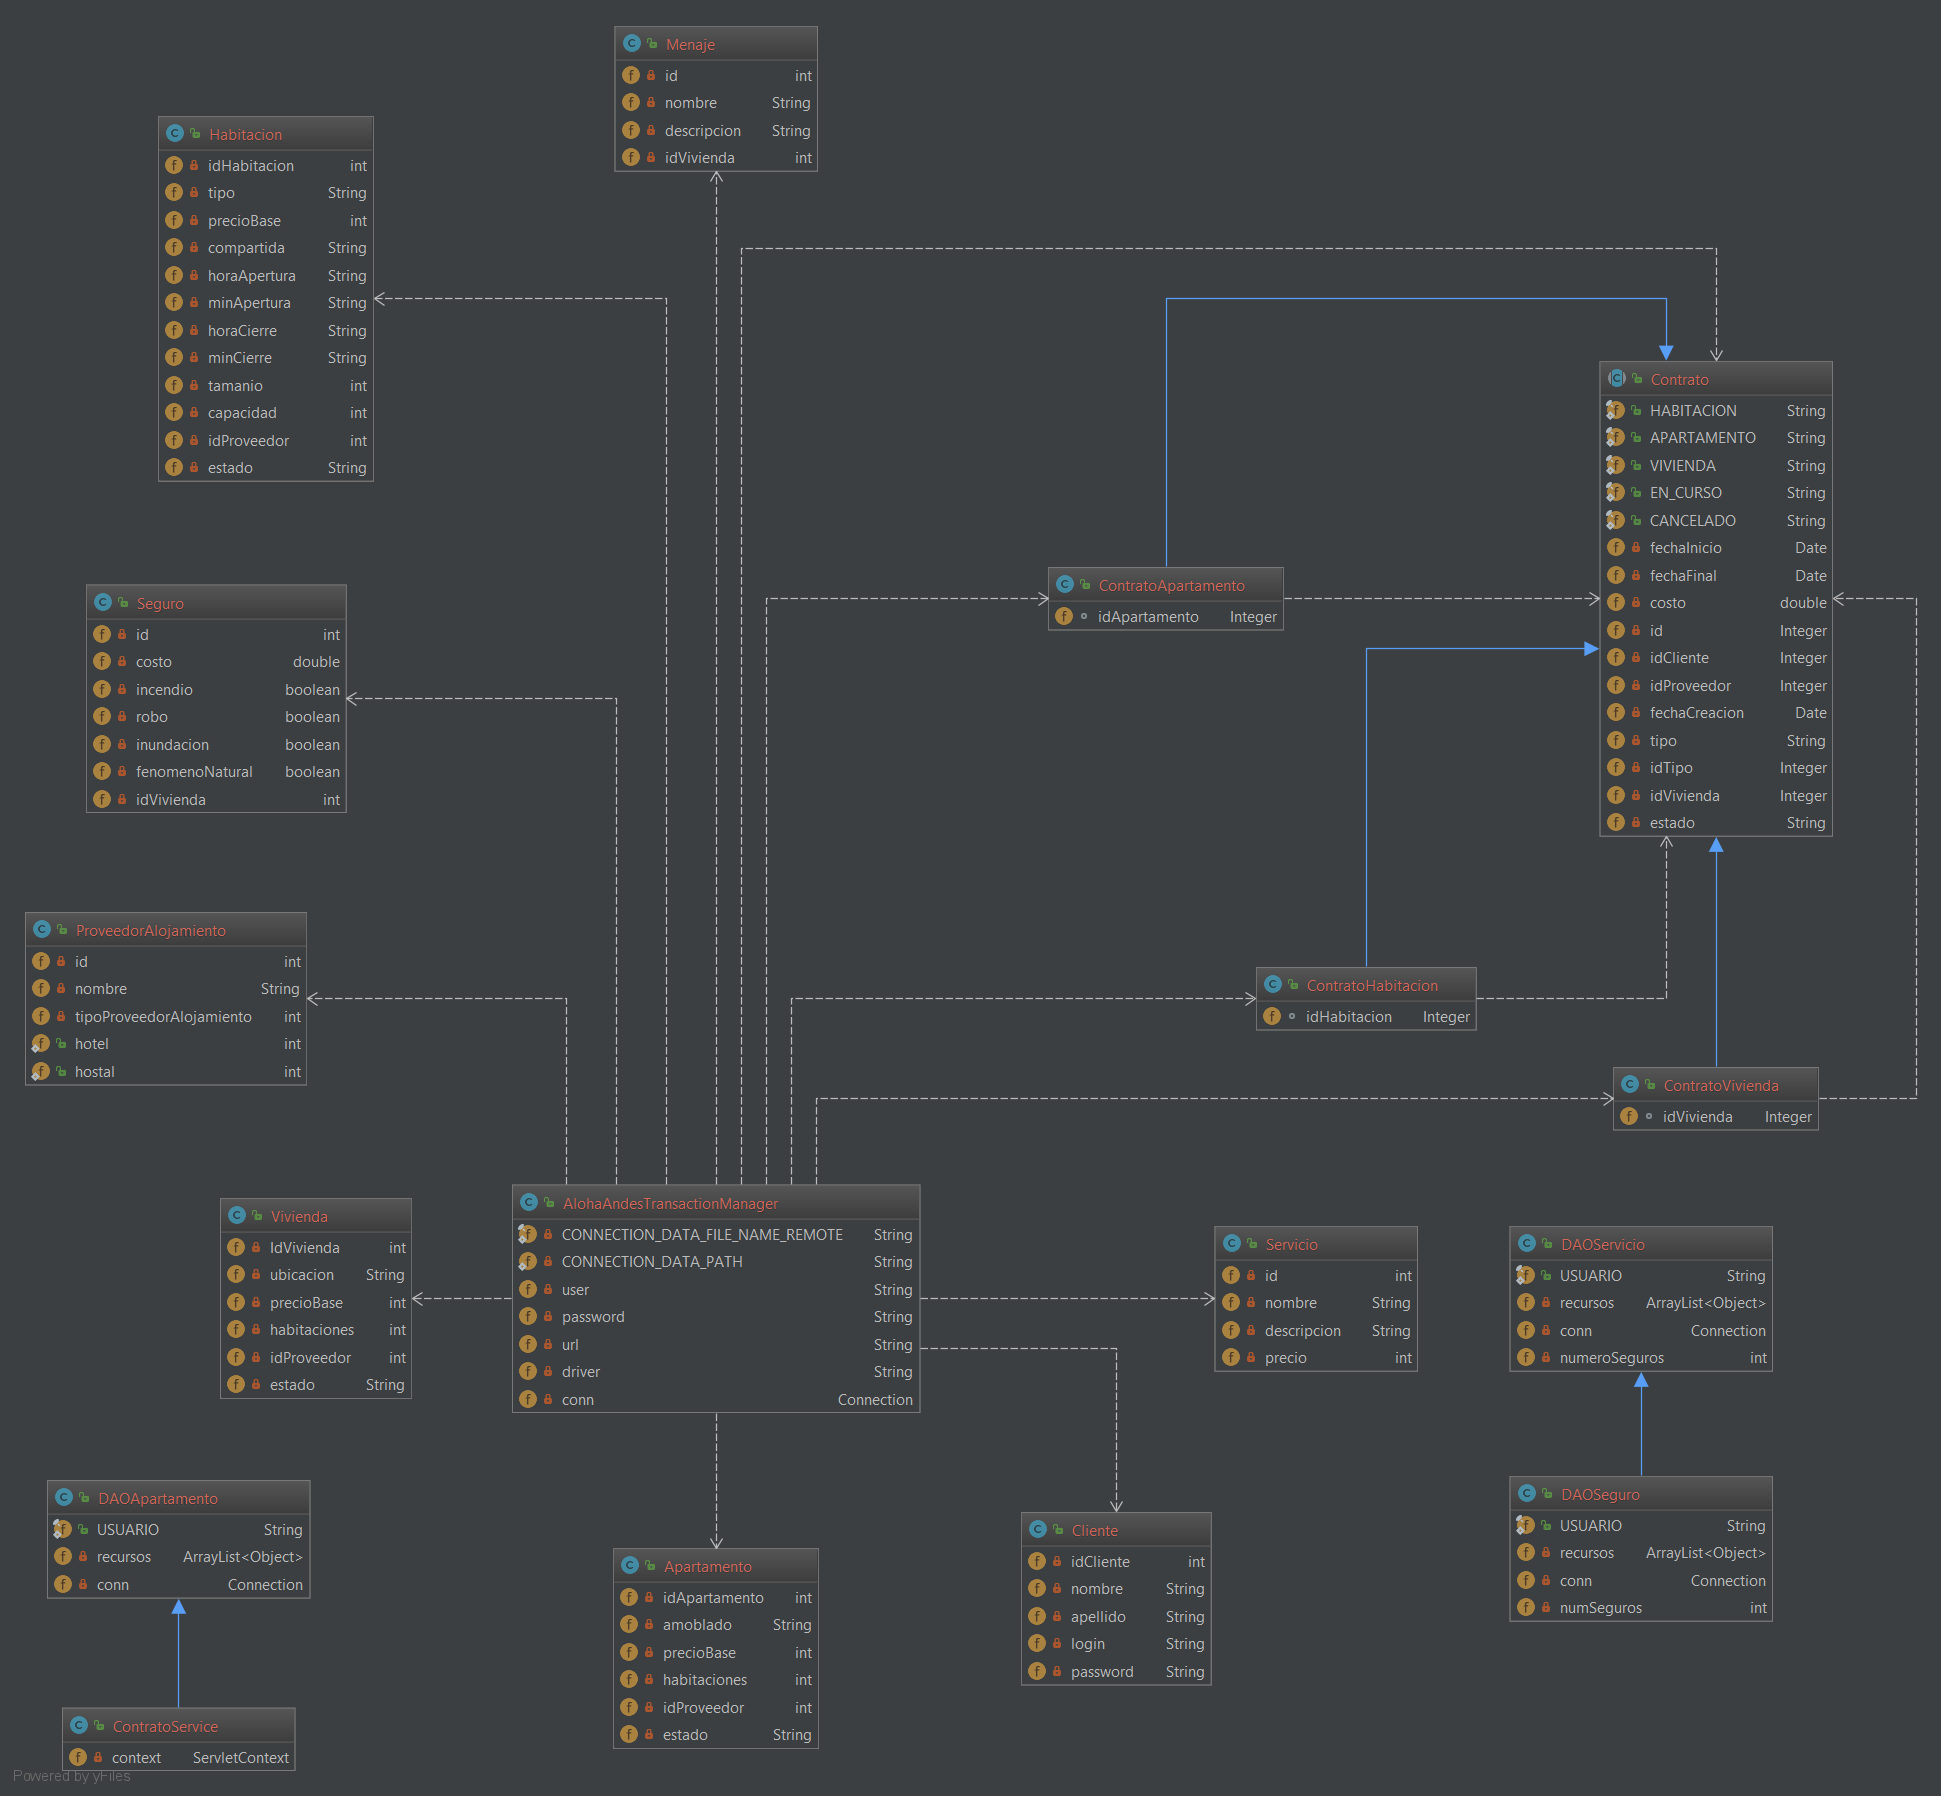 Menaje
id int
nombre String
descripcion String
idVivienda int
Habitacion
idHabitacion int
tipo String
precioBase int
compartida String
horaApertura String
minApertura String
horaCierre String
minCierre String
tamanio int
capacidad int
idProveedor int
estado String
Contrato
HABITACION String
APARTAMENTO String
VIVIENDA String
EN_CURSO String
CANCELADO String
fechaInicio Date
fechaFinal Date
costo double
id Integer
idCliente Integer
idProveedor Integer
fechaCreacion Date
tipo String
idTipo Integer
idVivienda Integer
estado String
ContratoApartamento
idApartamento Integer
Seguro
id int
costo double
incendio boolean
robo boolean
inundacion boolean
fenomenoNatural boolean
idVivienda int
ProveedorAlojamiento
id int
nombre String
tipoProveedorAlojamiento int
hotel int
hostal int
ContratoHabitacion
idHabitacion Integer
ContratoVivienda
idVivienda Integer
Vivienda
IdVivienda int
ubicacion String
precioBase int
habitaciones int
idProveedor int
estado String
AlohaAndesTransactionManager
CONNECTION_DATA_FILE_NAME_REMOTE String
CONNECTION_DATA_PATH String
user String
password String
url String
driver String
conn Connection
Servicio
id int
nombre String
descripcion String
precio int
DAOServicio
USUARIO String
recursos ArrayList<Object>
conn Connection
numeroSeguros int
DAOApartamento
USUARIO String
recursos ArrayList<Object>
conn Connection
Apartamento
idApartamento int
amoblado String
precioBase int
habitaciones int
idProveedor int
estado String
Cliente
idCliente int
nombre String
apellido String
login String
password String
DAOSeguro
USUARIO String
recursos ArrayList<Object>
conn Connection
numSeguros int
ContratoService
context ServletContext
Powered by yFiles